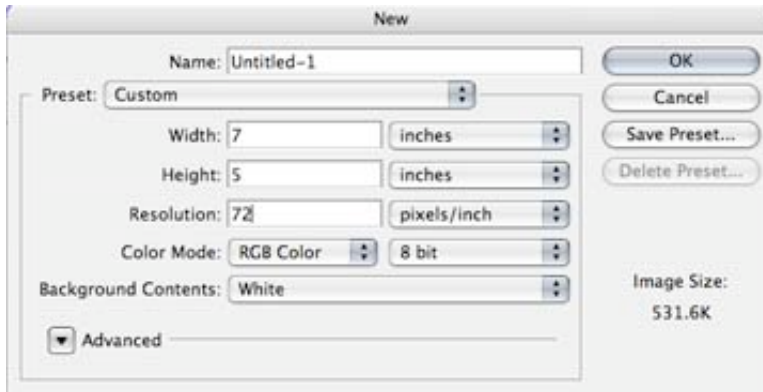 New
Name: Untitled-1
OK
Preset: Custom
Cancel
Width: 7 inches
Save Preset...
Height: 5 inches
Delete Preset...
Resolution: 72 pixels/inch
Color Mode: RGB Color 8 bit
Background Contents: White
Image Size:
531.6K
Advanced